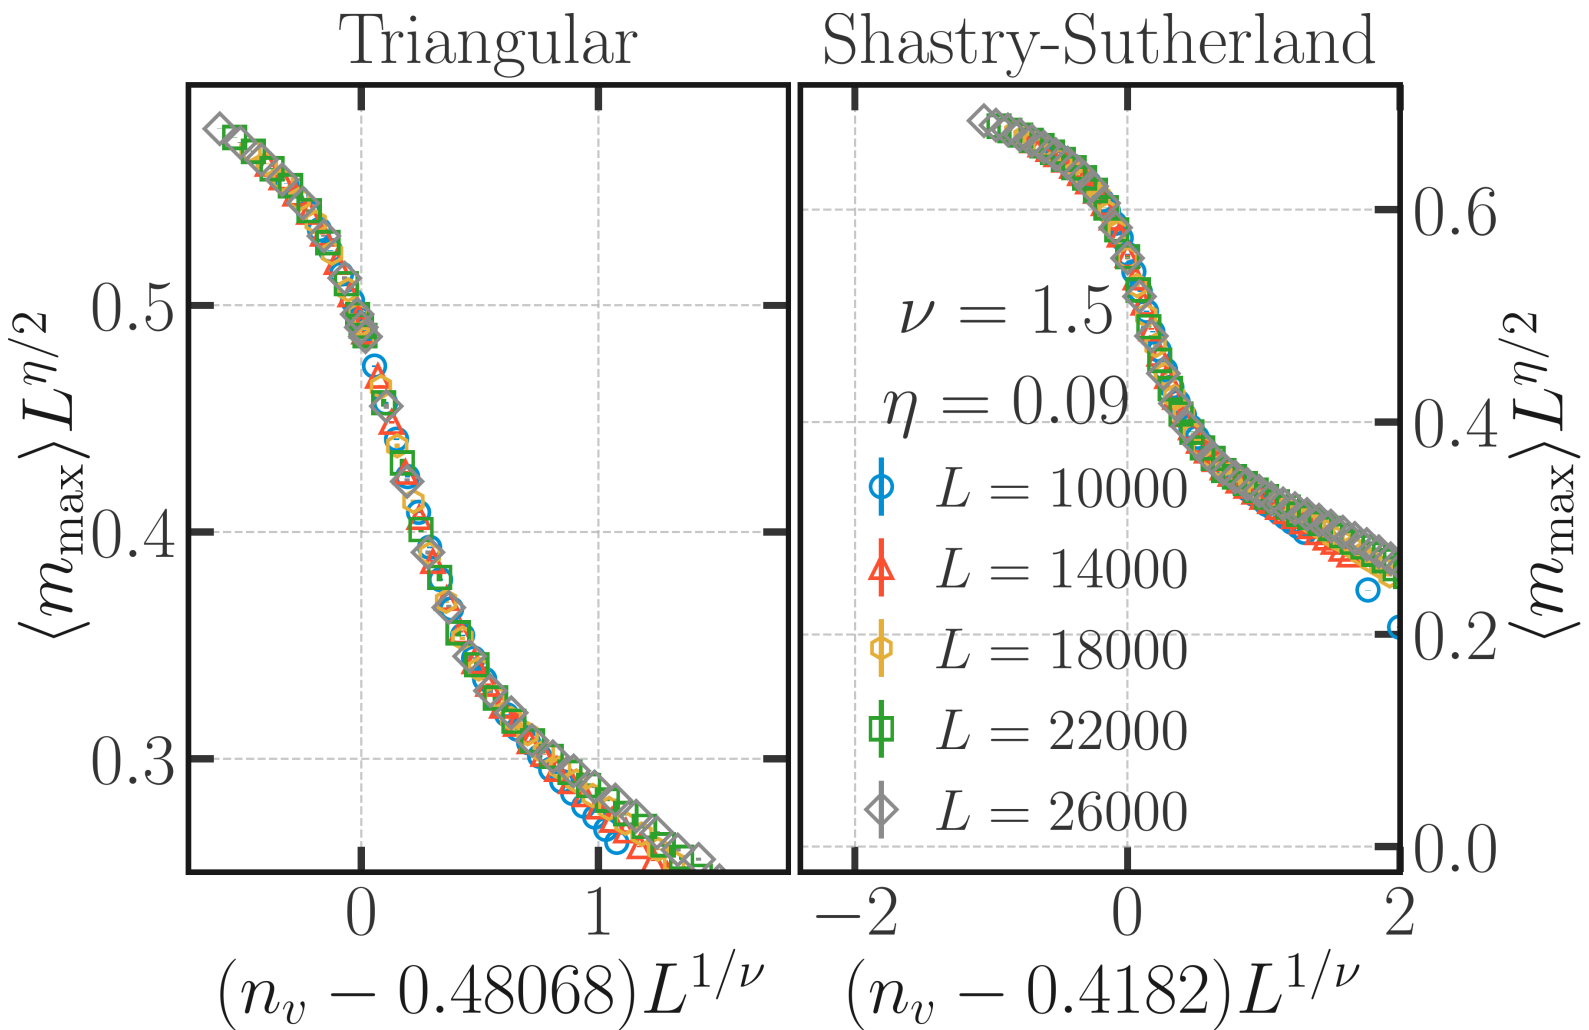 Triangular
Shastry-Sutherland
⟨m_max⟩L^{η/2}
0.5
0.4
0.3
0
1
(n_v − 0.48068)L^{1/ν}
ν = 1.5
η = 0.09
L = 10000
L = 14000
L = 18000
L = 22000
L = 26000
0.6
0.4
0.2
0.0
−2
0
2
(n_v − 0.4182)L^{1/ν}
⟨m_max⟩L^{η/2}